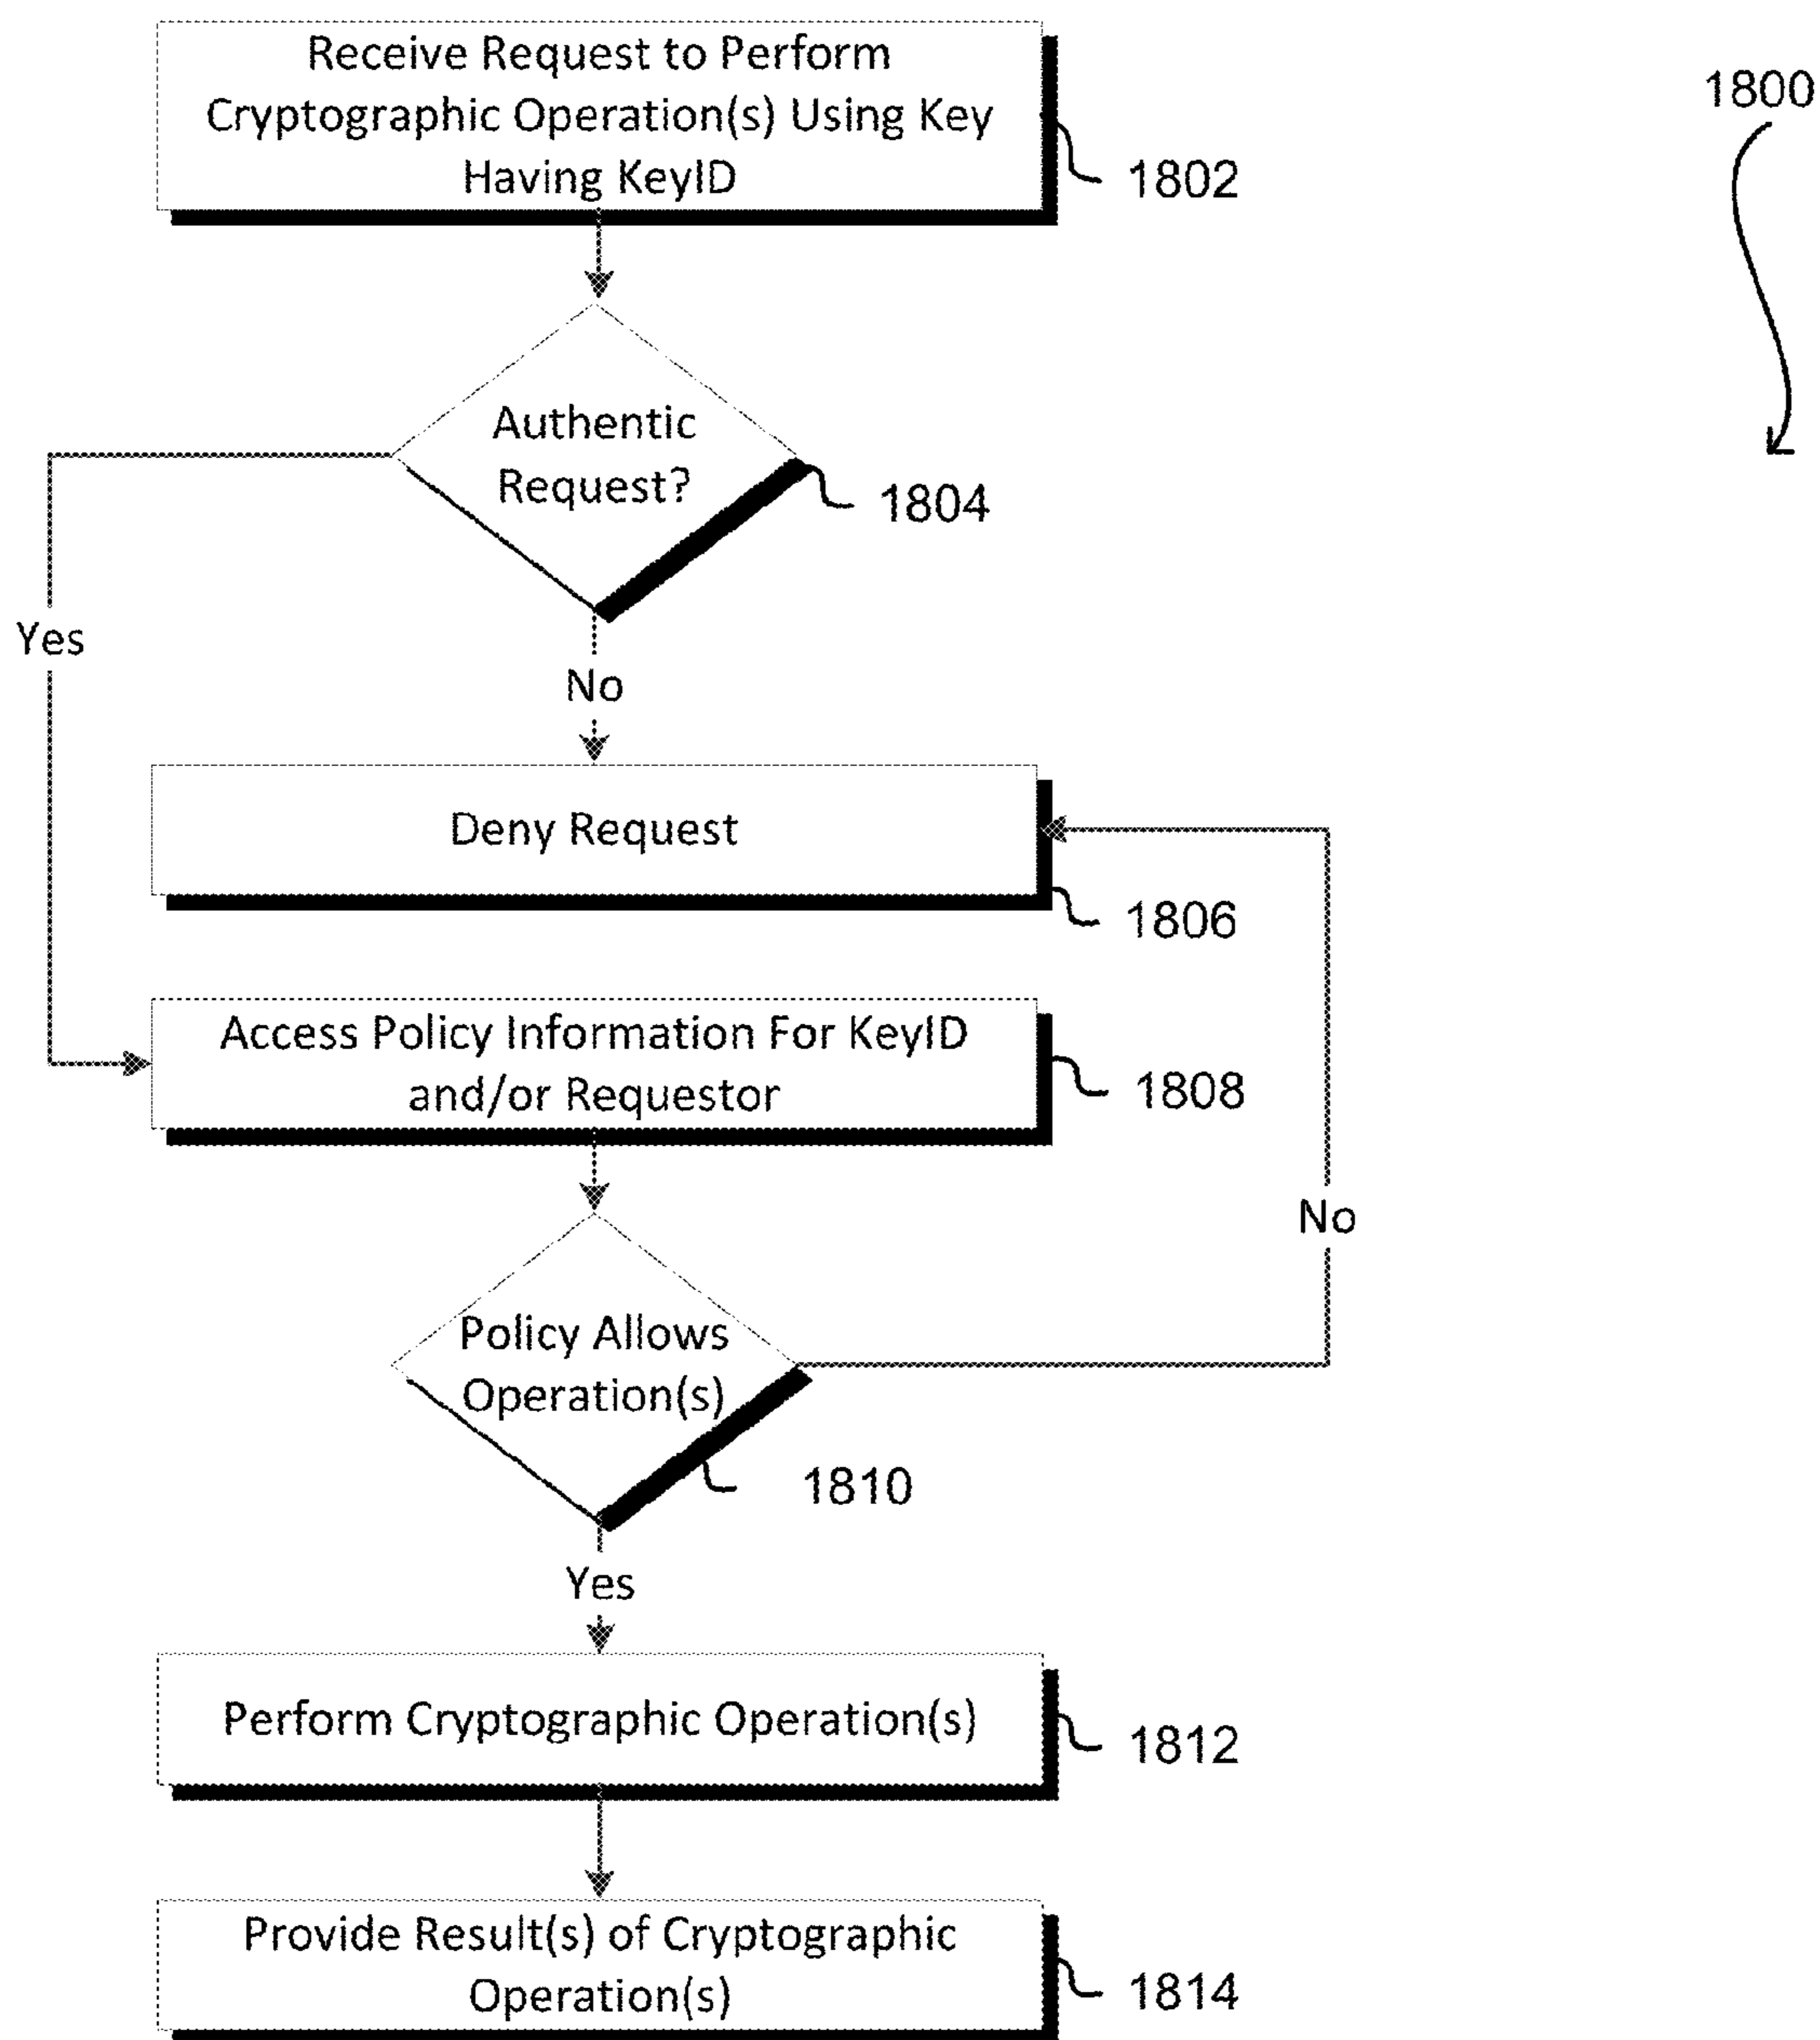 Receive Request to Perform
Cryptographic Operation(s) Using Key
Having KeyID
1802
1800
Authentic
Request?
1804
Yes
No
Deny Request
1806
Access Policy Information For KeyID
and/or Requestor
1808
Policy Allows
Operation(s)
1810
No
Yes
Perform Cryptographic Operation(s)
1812
Provide Result(s) of Cryptographic
Operation(s)
1814